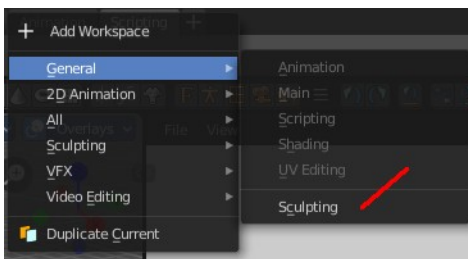 Animation Scripting +
+ Add Workspace
General
2D Animation
All
Sculpting
VFX
Video Editing
Duplicate Current
Animation
Main
Scripting
Shading
UV Editing
Sculpting
Overlays
File View